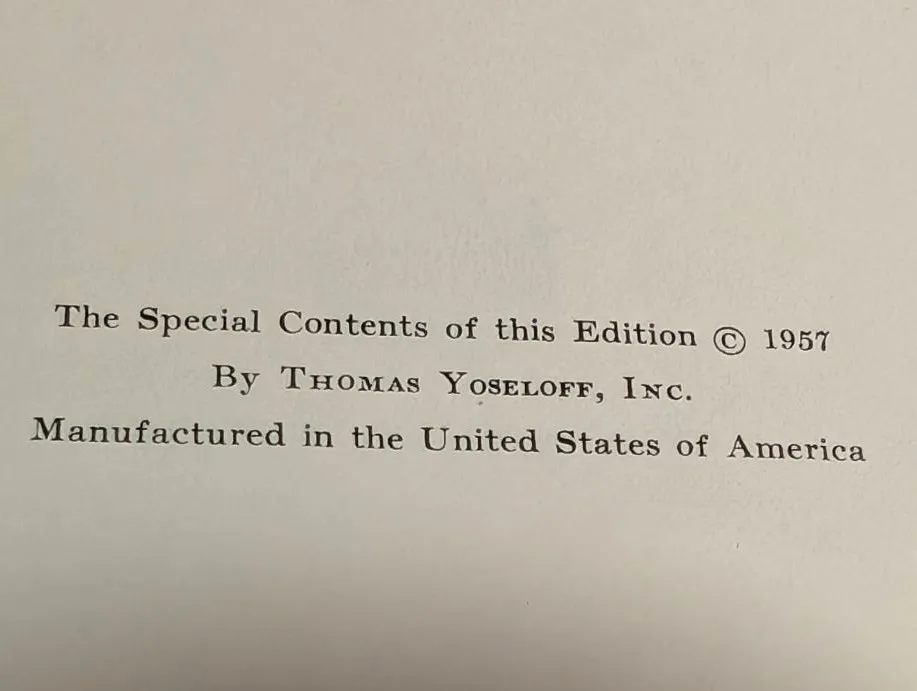 The Special Contents of this Edition © 1957
By Thomas Yoseloff, Inc.
Manufactured in the United States of America